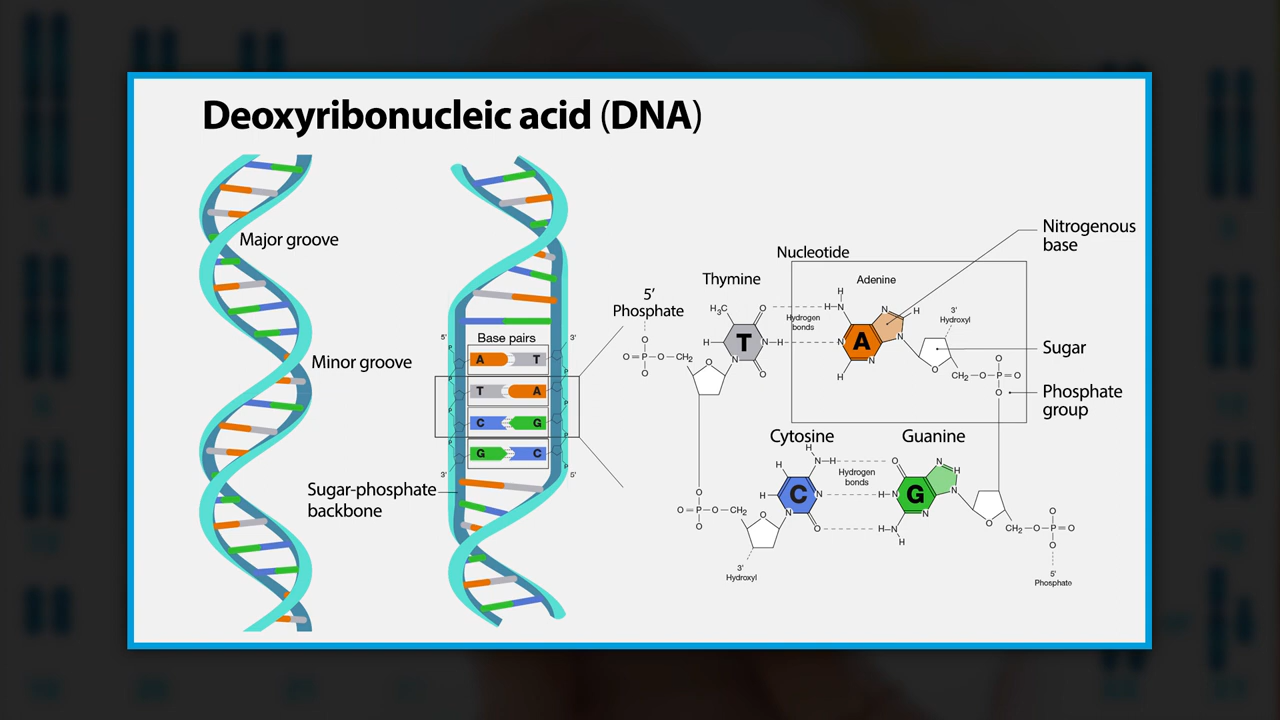 Deoxyribonucleic acid (DNA)
Major groove
Minor groove
Sugar-phosphate
backbone
5'
3'
Base pairs
A T
T A
C G
G C
3'
5'
P
P
P
P
P
P
P
P
5'
Phosphate
Thymine
Nucleotide
Adenine
Nitrogenous
base
Hydrogen
bonds
3'
Hydroxyl
Sugar
Phosphate
group
H₃C
O
H
H
N
H
T
N
H
N
O
N
A
N
N
N
H
H
O
O
P
O
CH₂
O
O
O
CH₂
O
P
O
O
O
Cytosine
Guanine
Hydrogen
bonds
H
N
H
H
H
C
N
N
O
O
H
N
G
N
N
H
N
H
N
H
O
O
P
O
CH₂
O
O
O
CH₂
O
P
O
O
O
3'
Hydroxyl
5'
Phosphate